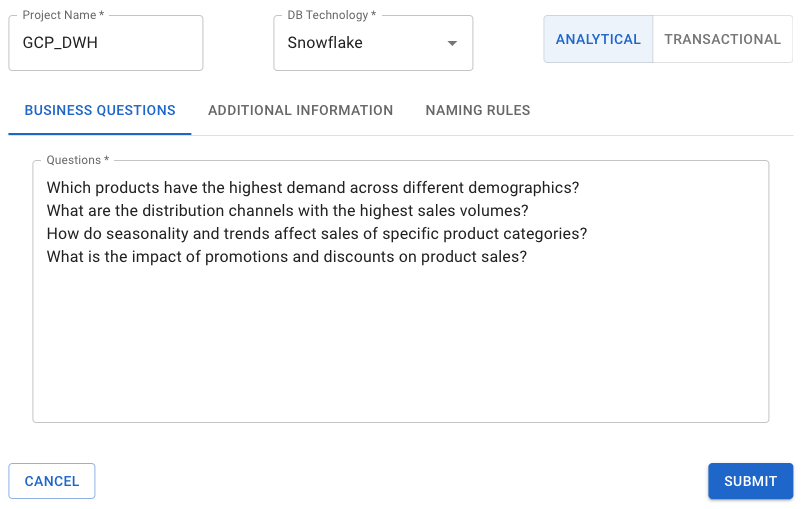 Project Name *
GCP_DWH
DB Technology *
Snowflake
ANALYTICAL
TRANSACTIONAL
BUSINESS QUESTIONS
ADDITIONAL INFORMATION
NAMING RULES
Questions *
Which products have the highest demand across different demographics?
What are the distribution channels with the highest sales volumes?
How do seasonality and trends affect sales of specific product categories?
What is the impact of promotions and discounts on product sales?
CANCEL
SUBMIT